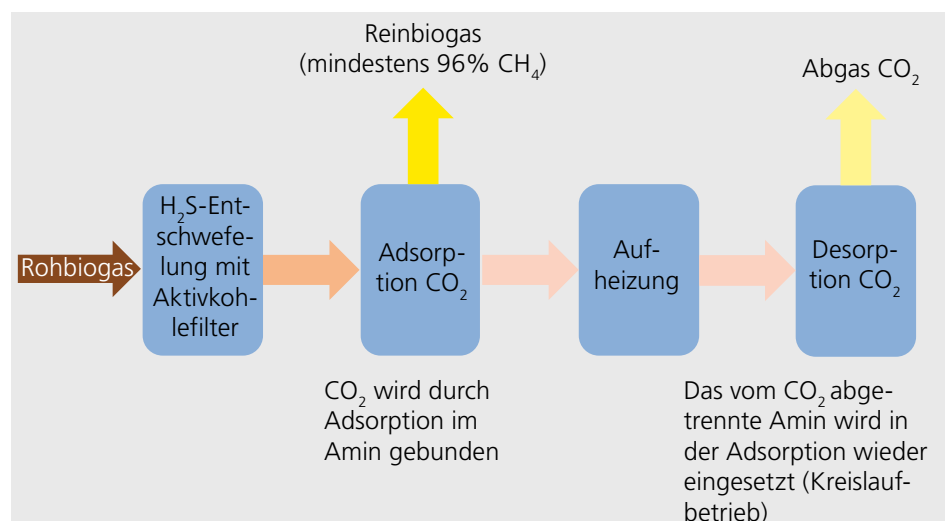 Reinbiogas
(mindestens 96% CH₄)
Abgas CO₂
Rohbiogas
H₂S-Ent-
schwefe-
lung mit
Aktivkoh-
lefilter
Adsorp-
tion CO₂
Auf-
heizung
Desorp-
tion CO₂
CO₂ wird durch
Adsorption im
Amin gebunden
Das vom CO₂ abge-
trennte Amin wird in
der Adsorption wieder
eingesetzt (Kreislauf-
betrieb)